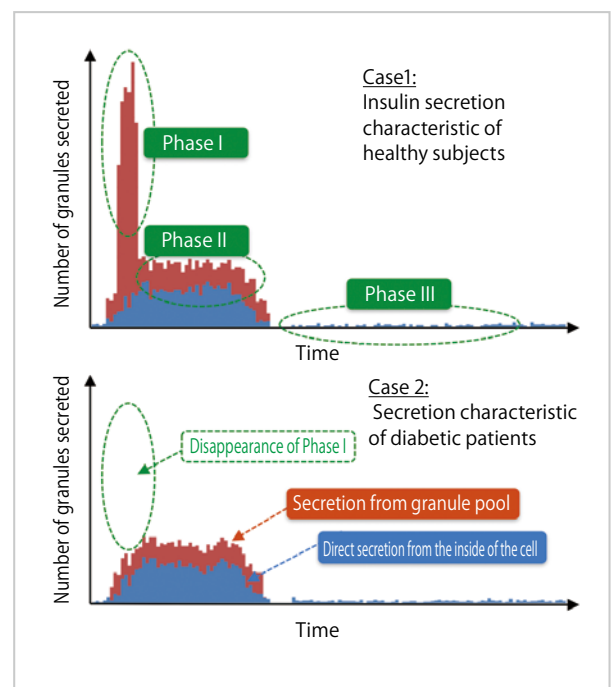 Number of granules secreted
Case1:
Insulin secretion
characteristic of
healthy subjects
Phase I
Phase II
Phase III
Time
Number of granules secreted
Case 2:
Secretion characteristic
of diabetic patients
Disappearance of Phase I
Secretion from granule pool
Direct secretion from the inside of the cell
Time